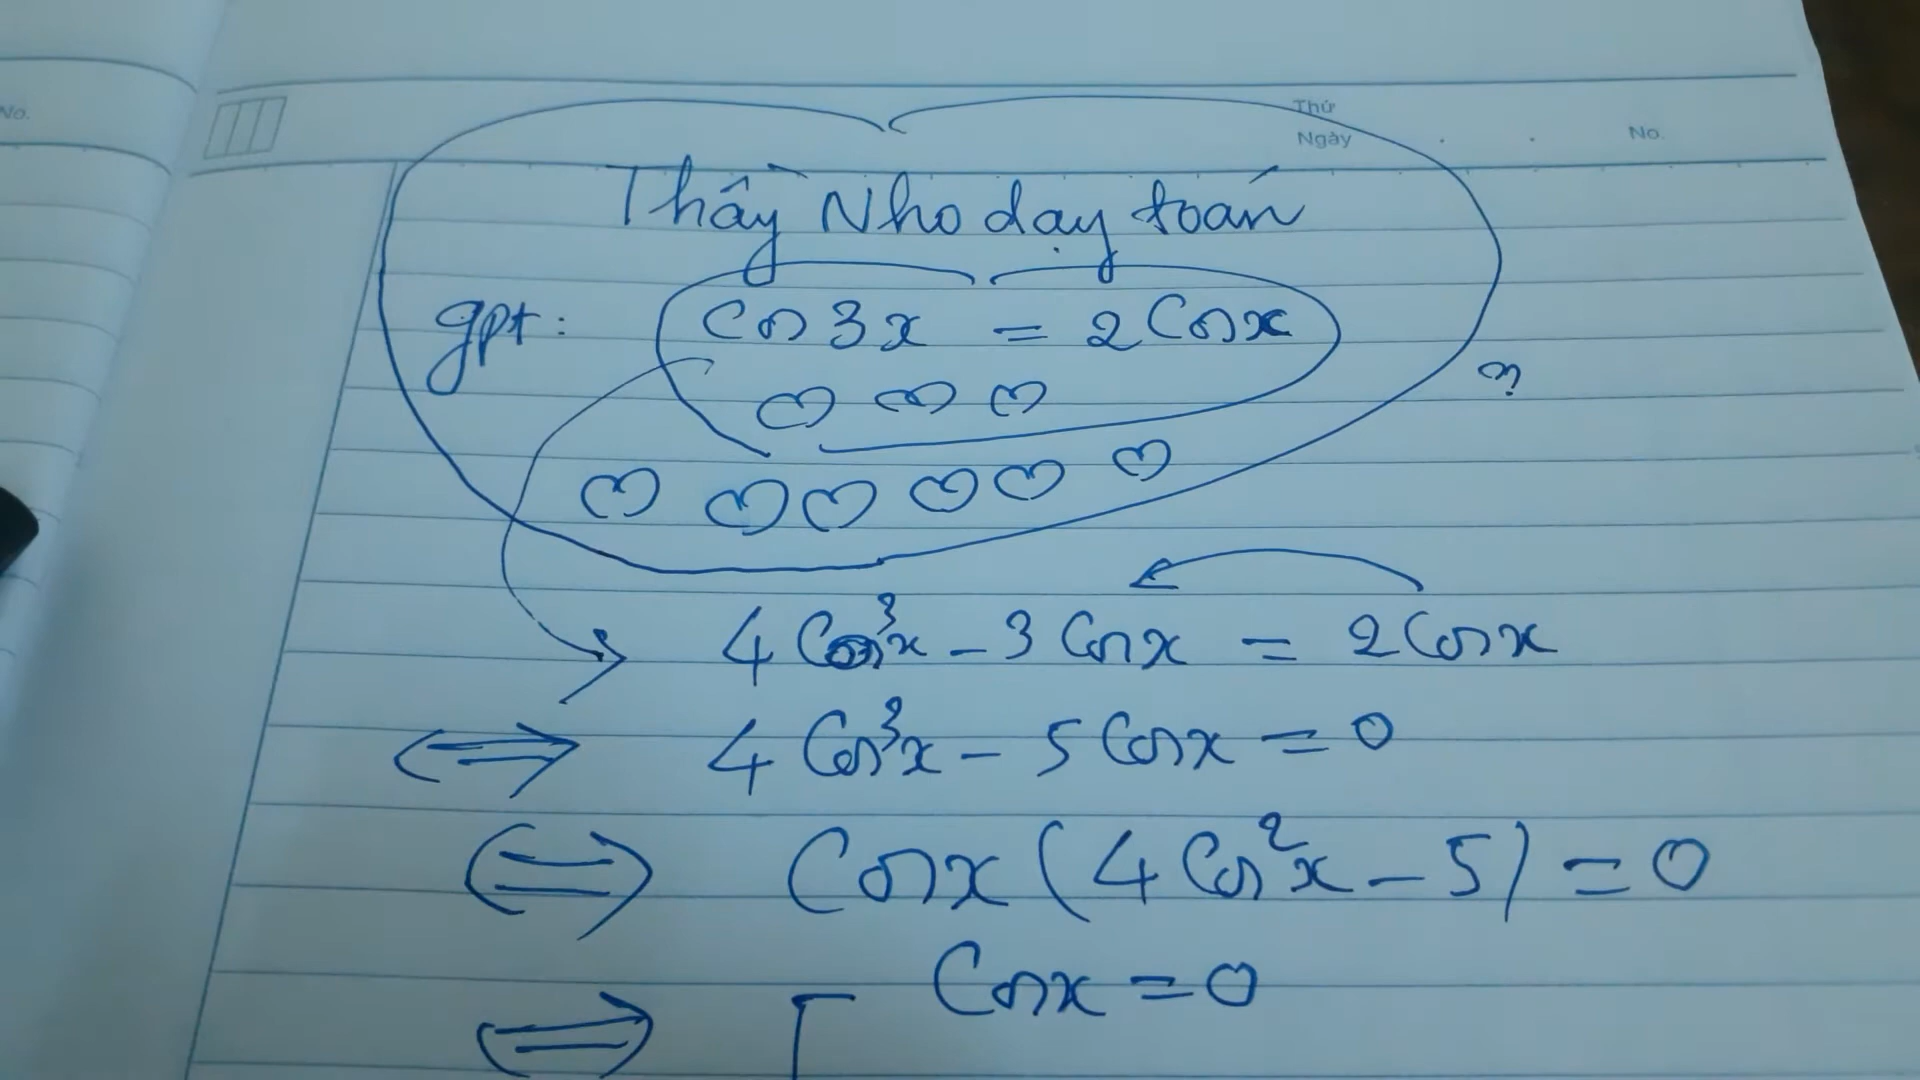 No.
Thứ
Ngày
No.
Thầy Nho dạy toán
gpt: Cos3x = 2Cosx
?
4Cos³x - 3Cosx = 2Cosx
⇔ 4Cos³x - 5Cosx = 0
⇔ Cosx(4Cos²x - 5) = 0
⇔ [ Cosx = 0